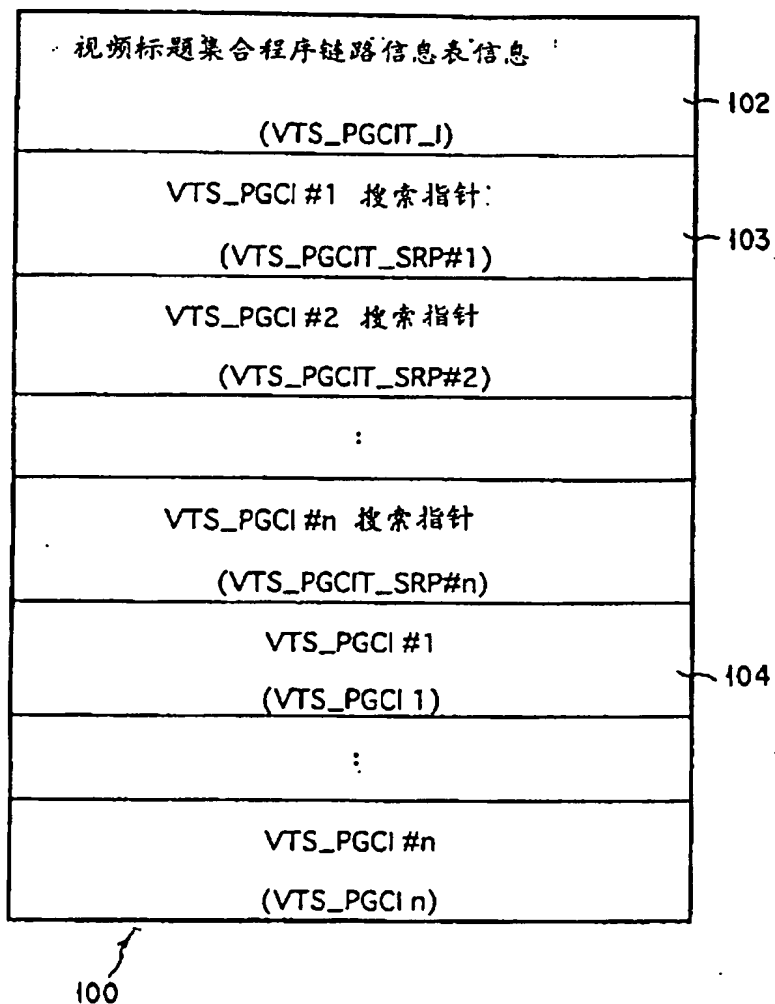 视频标题集合程序链路信息表信息
(VTS_PGCIT_I)
102
VTS_PGCI #1 搜索指针
(VTS_PGCIT_SRP#1)
103
VTS_PGCI #2 搜索指针
(VTS_PGCIT_SRP#2)
:
VTS_PGCI #n 搜索指针
(VTS_PGCIT_SRP#n)
VTS_PGCI #1
(VTS_PGCI 1)
104
:
VTS_PGCI #n
(VTS_PGCI n)
100